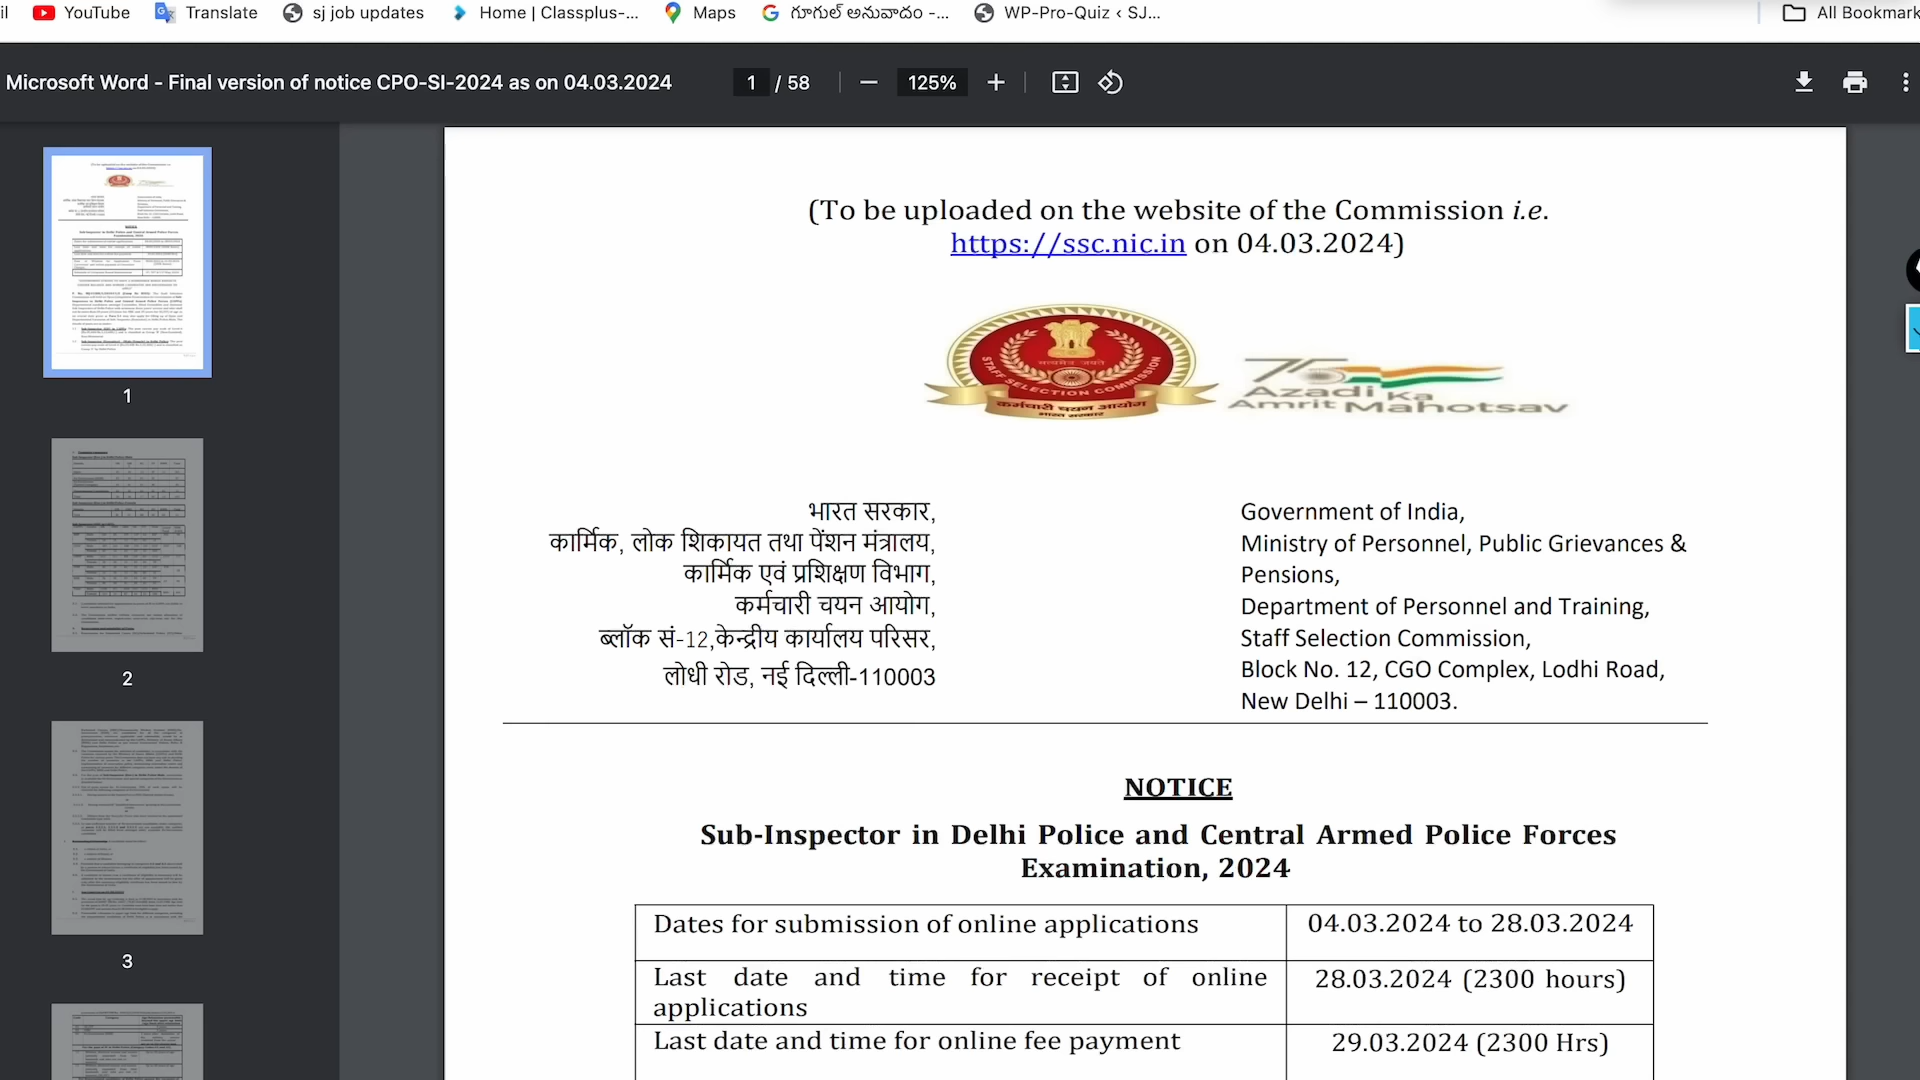 il YouTube Translate sj job updates Home | Classplus-... Maps గూగుల్ అనువాదం -... WP-Pro-Quiz ‹ SJ... All Bookmark
Microsoft Word - Final version of notice CPO-SI-2024 as on 04.03.2024 1 / 58 125%
1
2
3
(To be uploaded on the website of the Commission i.e.
https://ssc.nic.in on 04.03.2024)
सत्यमेव जयते
STAFF SELECTION COMMISSION
कर्मचारी चयन आयोग
भारत सरकार
75
Azadi Ka
Amrit Mahotsav
भारत सरकार,
कार्मिक, लोक शिकायत तथा पेंशन मंत्रालय,
कार्मिक एवं प्रशिक्षण विभाग,
कर्मचारी चयन आयोग,
ब्लॉक सं-12,केन्द्रीय कार्यालय परिसर,
लोधी रोड, नई दिल्ली-110003
Government of India,
Ministry of Personnel, Public Grievances &
Pensions,
Department of Personnel and Training,
Staff Selection Commission,
Block No. 12, CGO Complex, Lodhi Road,
New Delhi – 110003.
NOTICE
Sub-Inspector in Delhi Police and Central Armed Police Forces
Examination, 2024
Dates for submission of online applications 04.03.2024 to 28.03.2024
Last date and time for receipt of online 28.03.2024 (2300 hours)
applications
Last date and time for online fee payment 29.03.2024 (2300 Hrs)